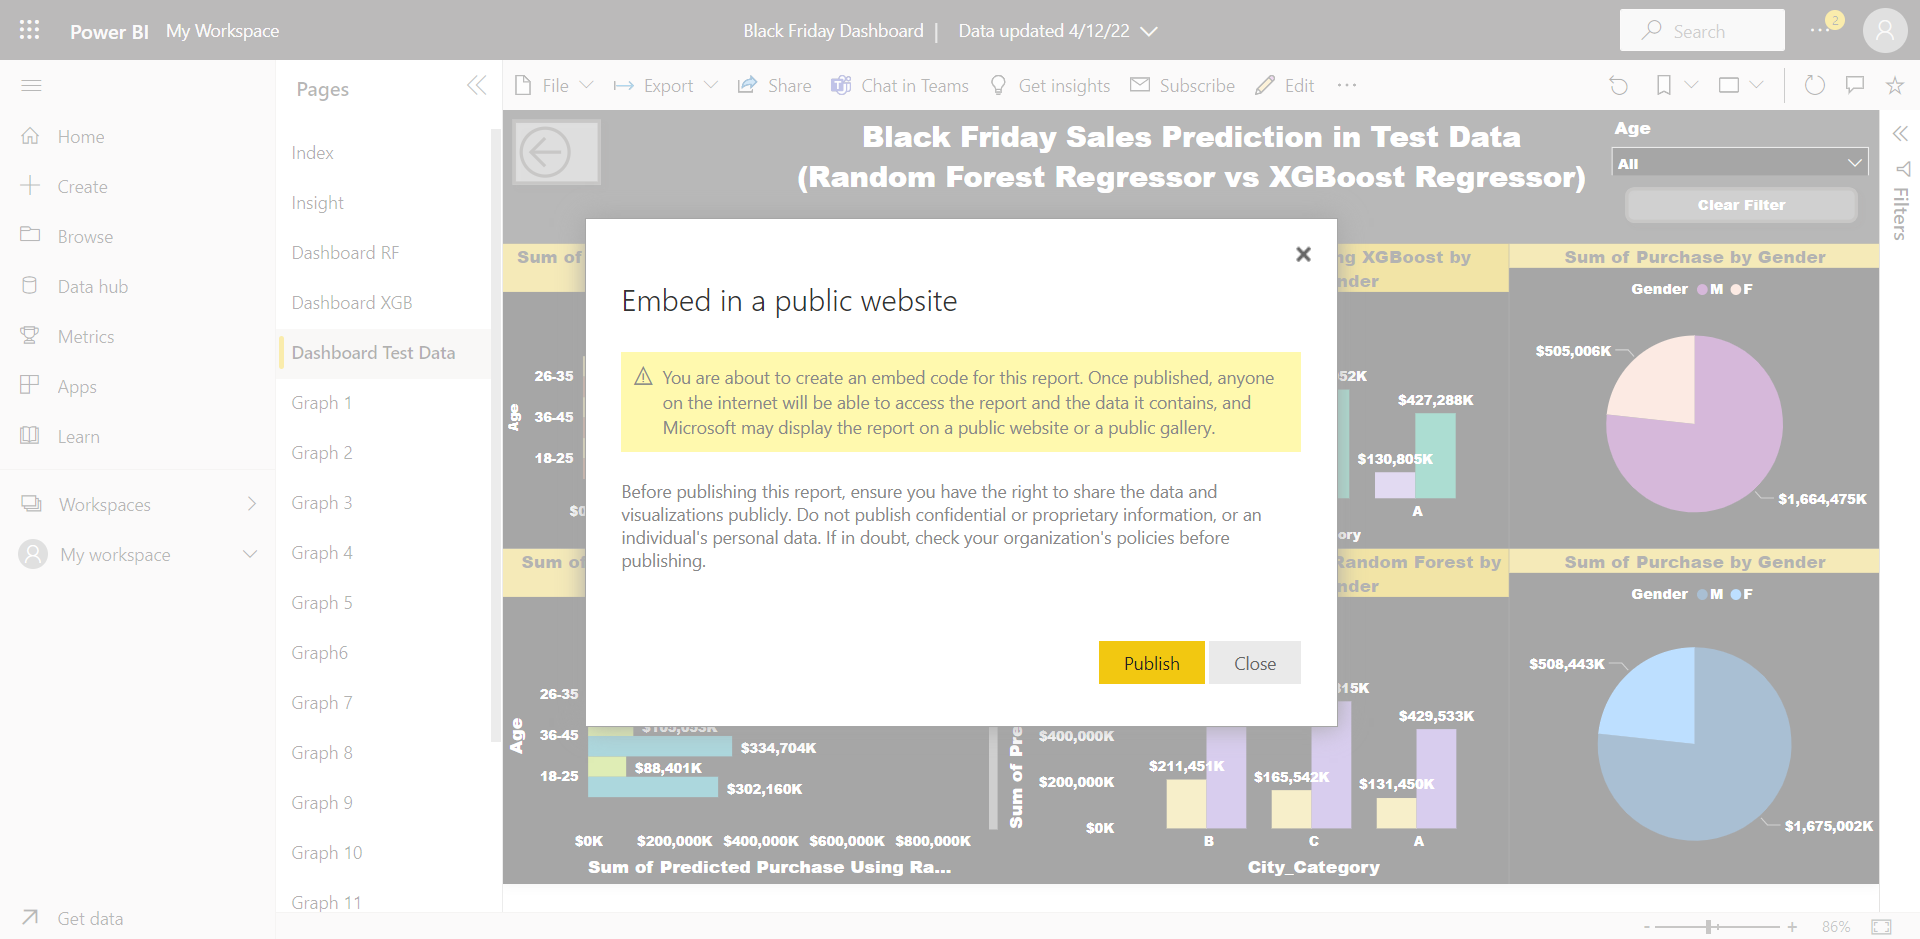 Power BI My Workspace
Black Friday Dashboard | Data updated 4/12/22
Search
2
File Export Share Chat in Teams Get insights Subscribe Edit ...
Home
Create
Browse
Data hub
Metrics
Apps
Learn
Workspaces
My workspace
Get data
Pages
Index
Insight
Dashboard RF
Dashboard XGB
Dashboard Test Data
Graph 1
Graph 2
Graph 3
Graph 4
Graph 5
Graph6
Graph 7
Graph 8
Graph 9
Graph 10
Graph 11
Black Friday Sales Prediction in Test Data
(Random Forest Regressor vs XGBoost Regressor)
Age
All
Clear Filter
Filters
Embed in a public website
You are about to create an embed code for this report. Once published, anyone
on the internet will be able to access the report and the data it contains, and
Microsoft may display the report on a public website or a public gallery.
Before publishing this report, ensure you have the right to share the data and
visualizations publicly. Do not publish confidential or proprietary information, or an
individual's personal data. If in doubt, check your organization's policies before
publishing.
Publish Close
Sum of
Age
26-35
36-45
18-25
XGBoost by
$427,288K
$130,805K
A
Sum of Purchase by Gender
Gender M F
$505,006K
$1,664,475K
Sum of
Age
26-35
36-45
18-25
$334,704K
$88,401K
$302,160K
$0K $200,000K $400,000K $600,000K $800,000K
Sum of Predicted Purchase Using Ra...
Random Forest by
Sum of Pre
$400,000K
$200,000K
$0K
$211,451K
$165,542K
$429,533K
$131,450K
B C A
City_Category
Sum of Purchase by Gender
Gender M F
$508,443K
$1,675,002K
- + 86%